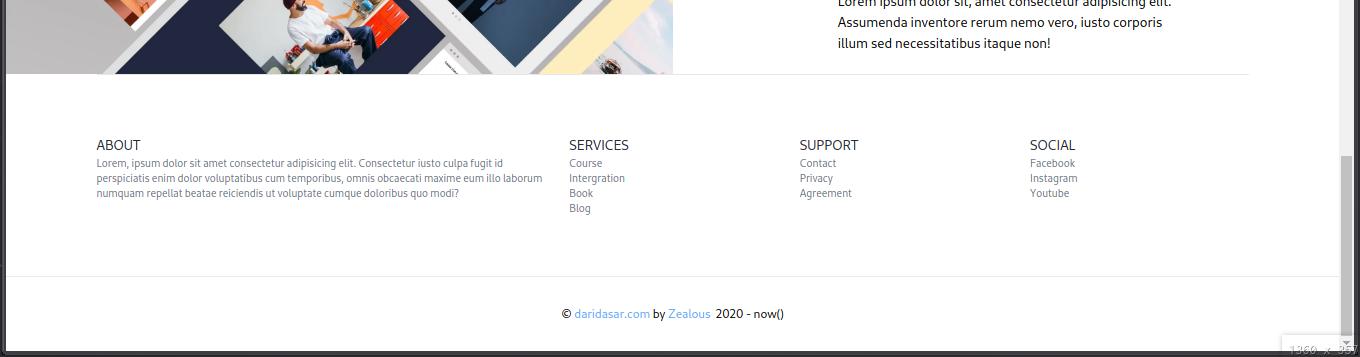 Lorem ipsum dolor sit, amet consectetur adipisicing elit.
Assumenda inventore rerum nemo vero, iusto corporis
illum sed necessitatibus itaque non!
ABOUT
Lorem, ipsum dolor sit amet consectetur adipisicing elit. Consectetur iusto culpa fugit id
perspiciatis enim dolor voluptatibus cum temporibus, omnis obcaecati maxime eum illo laborum
numquam repellat beatae reiciendis ut voluptate cumque doloribus quo modi?
SERVICES
Course
Intergration
Book
Blog
SUPPORT
Contact
Privacy
Agreement
SOCIAL
Facebook
Instagram
Youtube
© daridasar.com by Zealous 2020 - now()
1360 x 357